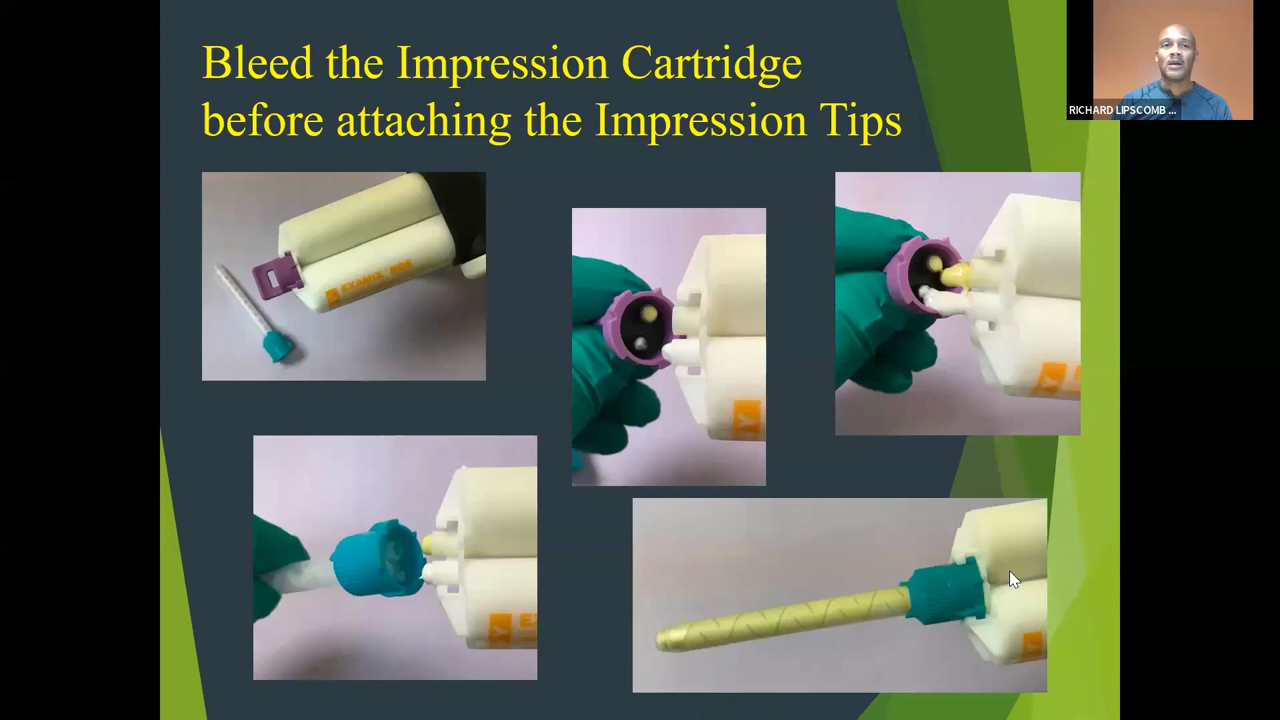 Bleed the Impression Cartridge
before attaching the Impression Tips
RICHARD LIPSCOMB ...